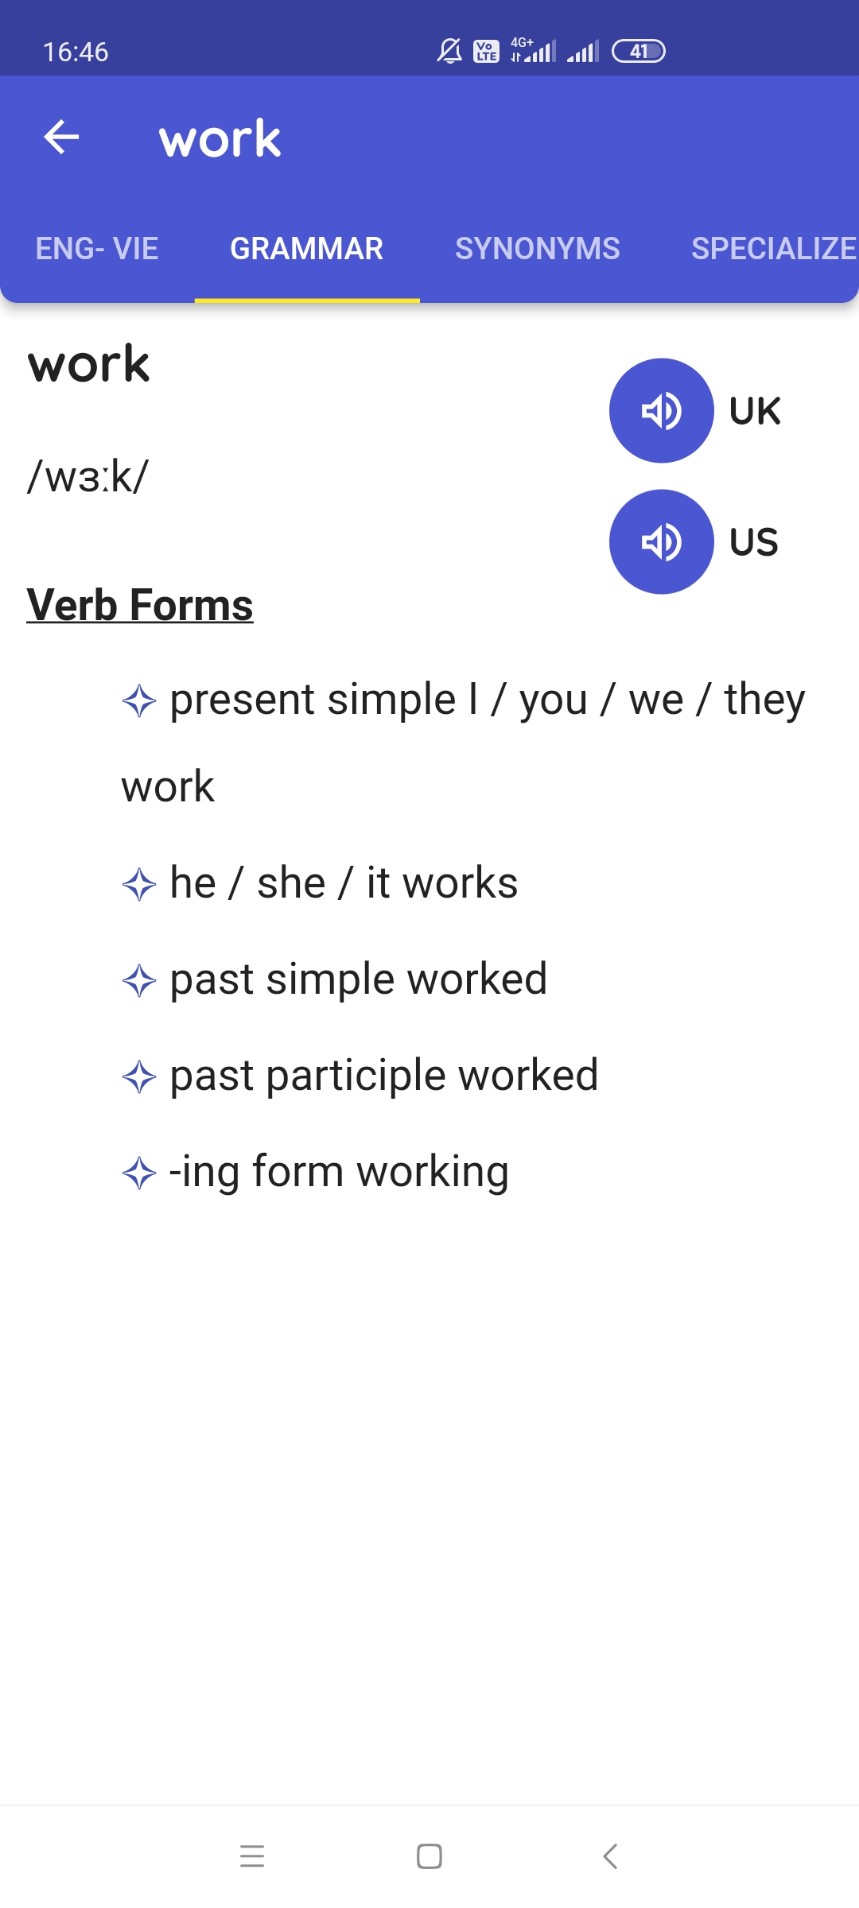 16:46
Vo LTE 4G+ 41
work
ENG- VIE GRAMMAR SYNONYMS SPECIALIZE
work
UK
/wɜːk/
US
Verb Forms
present simple I / you / we / they
work
he / she / it works
past simple worked
past participle worked
-ing form working